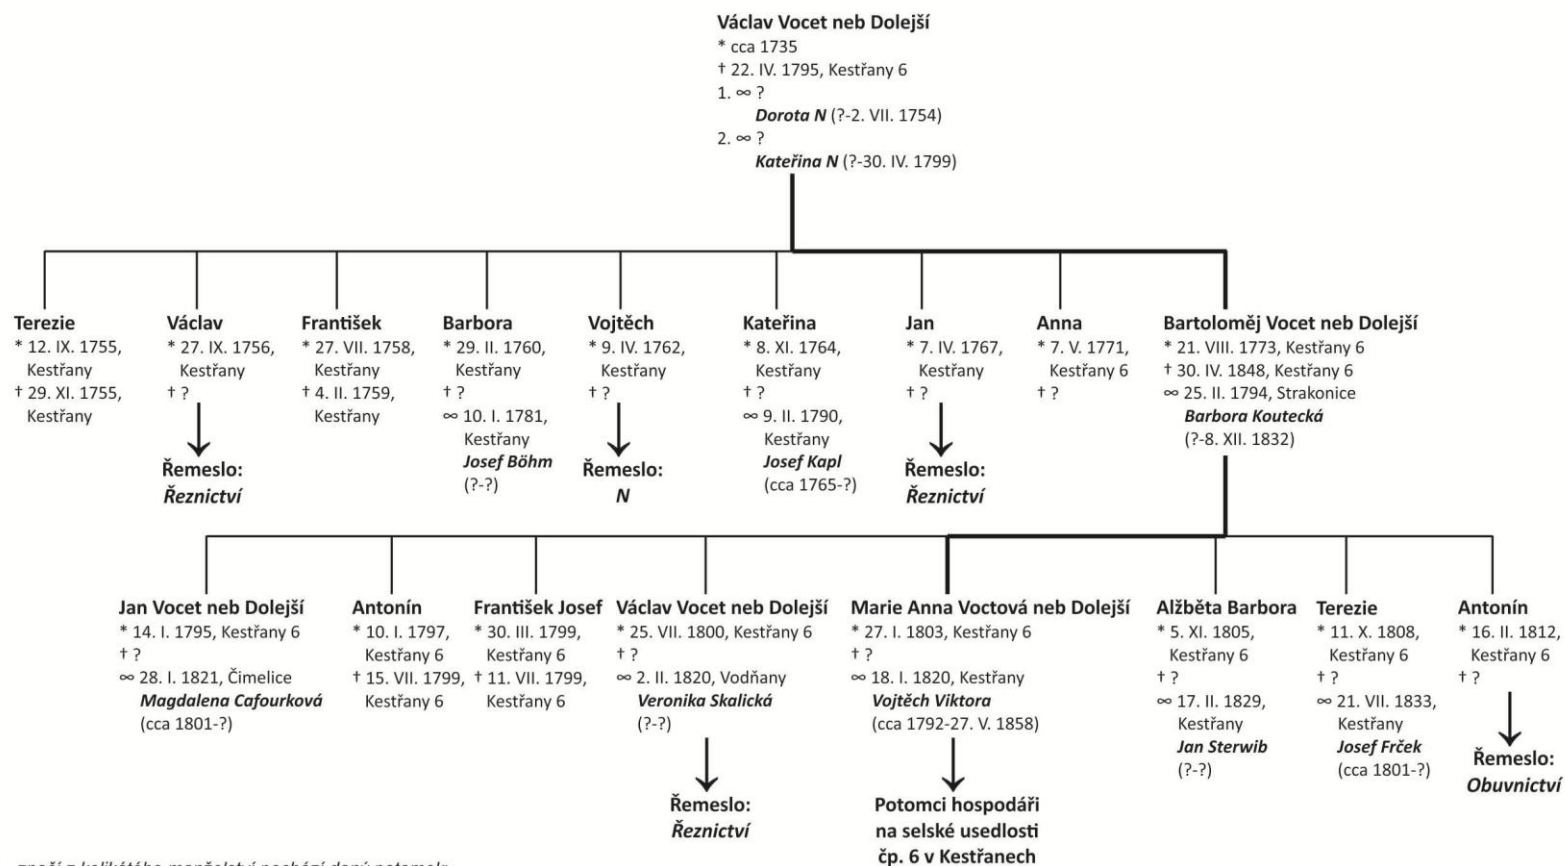 Václav Vocet neb Dolejší
* cca 1735
† 22. IV. 1795, Kestřany 6
1. ∞ ?
Dorota N (?-2. VII. 1754)
2. ∞ ?
Kateřina N (?-30. IV. 1799)
Terezie
* 12. IX. 1755,
Kestřany
† 29. XI. 1755,
Kestřany
Václav
* 27. IX. 1756,
Kestřany
† ?
Řemeslo:
Řeznictví
František
* 27. VII. 1758,
Kestřany
† 4. II. 1759,
Kestřany
Barbora
* 29. II. 1760,
Kestřany
† ?
∞ 10. I. 1781,
Kestřany
Josef Böhm
(?-?)
Vojtěch
* 9. IV. 1762,
Kestřany
† ?
Řemeslo:
N
Kateřina
* 8. XI. 1764,
Kestřany
† ?
∞ 9. II. 1790,
Kestřany
Josef Kapl
(cca 1765-?)
Jan
* 7. IV. 1767,
Kestřany
† ?
Řemeslo:
Řeznictví
Anna
* 7. V. 1771,
Kestřany 6
† ?
Bartoloměj Vocet neb Dolejší
* 21. VIII. 1773, Kestřany 6
† 30. IV. 1848, Kestřany 6
∞ 25. II. 1794, Strakonice
Barbora Koutecká
(?-8. XII. 1832)
Jan Vocet neb Dolejší
* 14. I. 1795, Kestřany 6
† ?
∞ 28. I. 1821, Čimelice
Magdalena Cafourková
(cca 1801-?)
Antonín
* 10. I. 1797,
Kestřany 6
† 15. VII. 1799,
Kestřany 6
František Josef
* 30. III. 1799,
Kestřany 6
† 11. VII. 1799,
Kestřany 6
Václav Vocet neb Dolejší
* 25. VII. 1800, Kestřany 6
† ?
∞ 2. II. 1820, Vodňany
Veronika Skalická
(?-?)
Řemeslo:
Řeznictví
Marie Anna Voctová neb Dolejší
* 27. I. 1803, Kestřany 6
† ?
∞ 18. I. 1820, Kestřany
Vojtěch Viktora
(cca 1792-27. V. 1858)
Potomci hospodáři
na selské usedlosti
čp. 6 v Kestřanech
Alžběta Barbora
* 5. XI. 1805,
Kestřany 6
† ?
∞ 17. II. 1829,
Kestřany
Jan Sterwib
(?-?)
Terezie
* 11. X. 1808,
Kestřany 6
† ?
∞ 21. VII. 1833,
Kestřany
Josef Frček
(cca 1801-?)
Antonín
* 16. II. 1812,
Kestřany 6
† ?
Řemeslo:
Obuvnictví